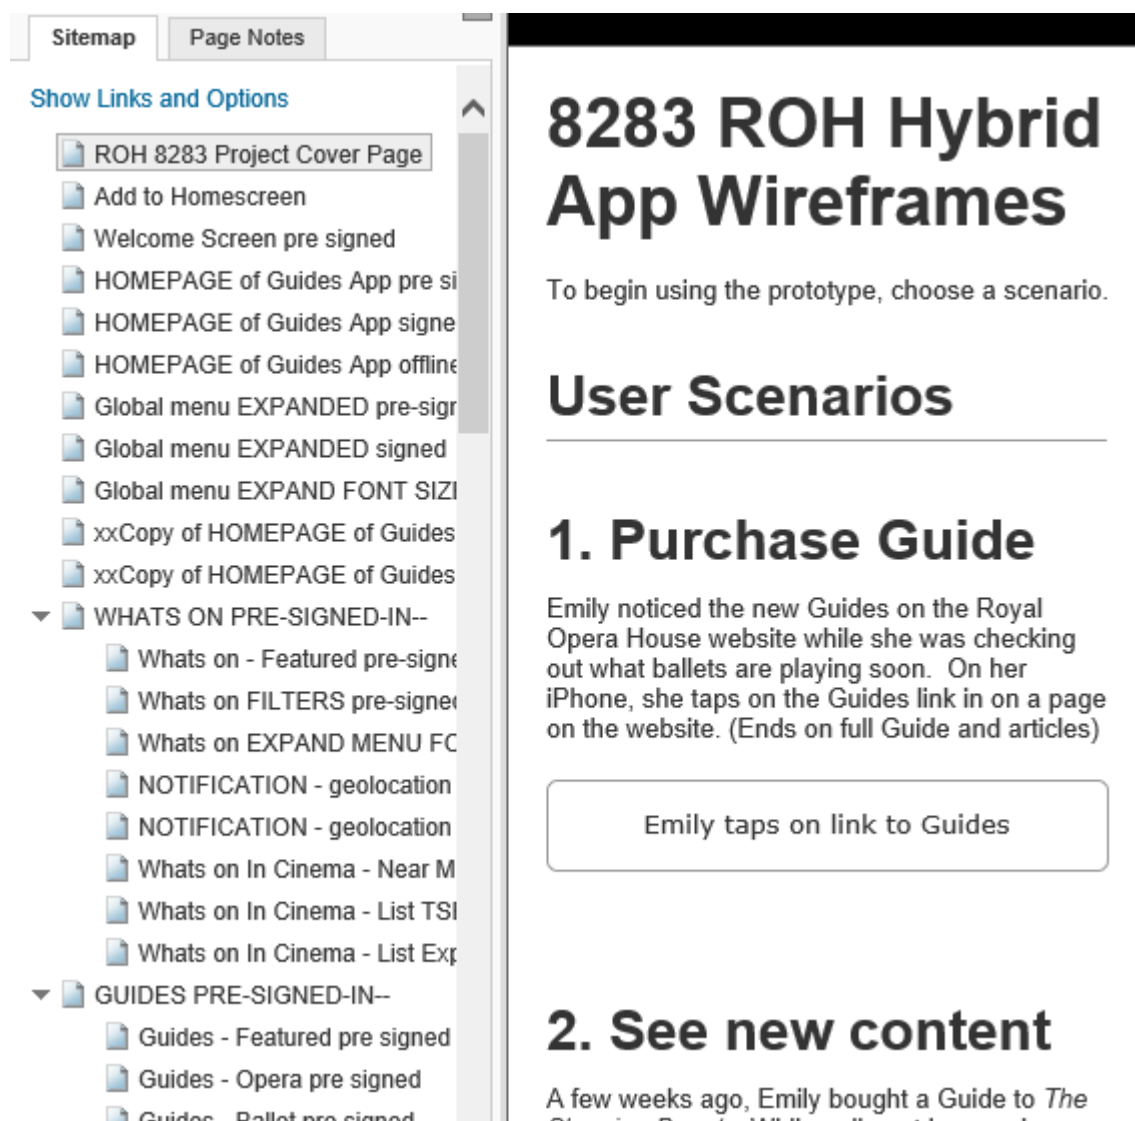 Sitemap
Page Notes
Show Links and Options
ROH 8283 Project Cover Page
Add to Homescreen
Welcome Screen pre signed
HOMEPAGE of Guides App pre si
HOMEPAGE of Guides App signe
HOMEPAGE of Guides App offline
Global menu EXPANDED pre-sigr
Global menu EXPANDED signed
Global menu EXPAND FONT SIZ
xxCopy of HOMEPAGE of Guides
xxCopy of HOMEPAGE of Guides
WHATS ON PRE-SIGNED-IN--
Whats on - Featured pre-signe
Whats on FILTERS pre-signed
Whats on EXPAND MENU FO
NOTIFICATION - geolocation
NOTIFICATION - geolocation
Whats on In Cinema - Near M
Whats on In Cinema - List TS
Whats on In Cinema - List Exp
GUIDES PRE-SIGNED-IN--
Guides - Featured pre signed
Guides - Opera pre signed
Guides - Ballet pre signed
8283 ROH Hybrid
App Wireframes
To begin using the prototype, choose a scenario.
User Scenarios
1. Purchase Guide
Emily noticed the new Guides on the Royal
Opera House website while she was checking
out what ballets are playing soon.  On her
iPhone, she taps on the Guides link in on a page
on the website. (Ends on full Guide and articles)
Emily taps on link to Guides
2. See new content
A few weeks ago, Emily bought a Guide to The